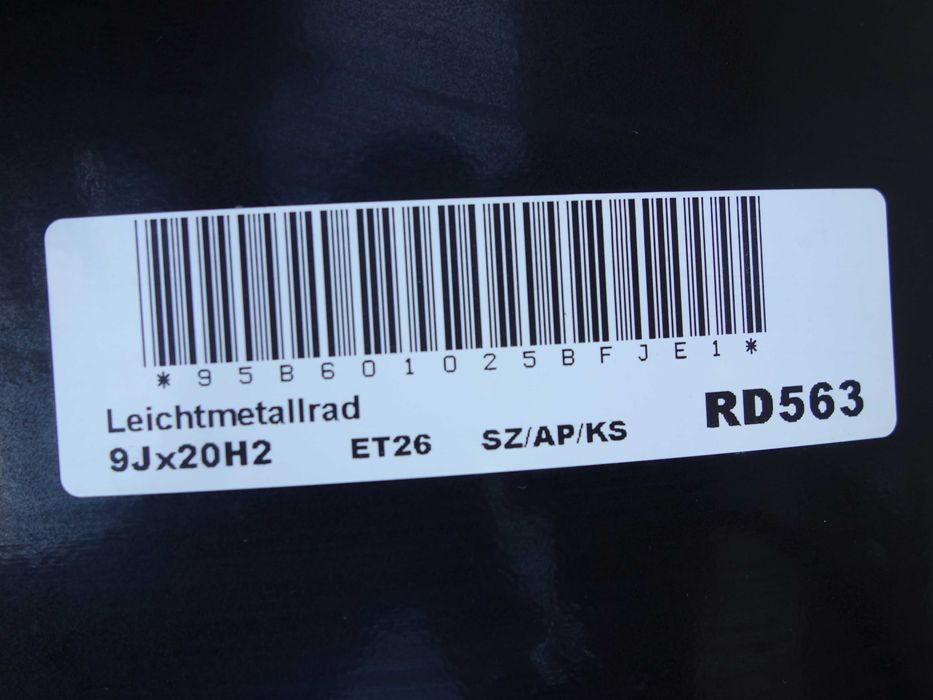 *95B601025BFJE1*
Leichtmetallrad
9Jx20H2 ET26 SZ/AP/KS RD563